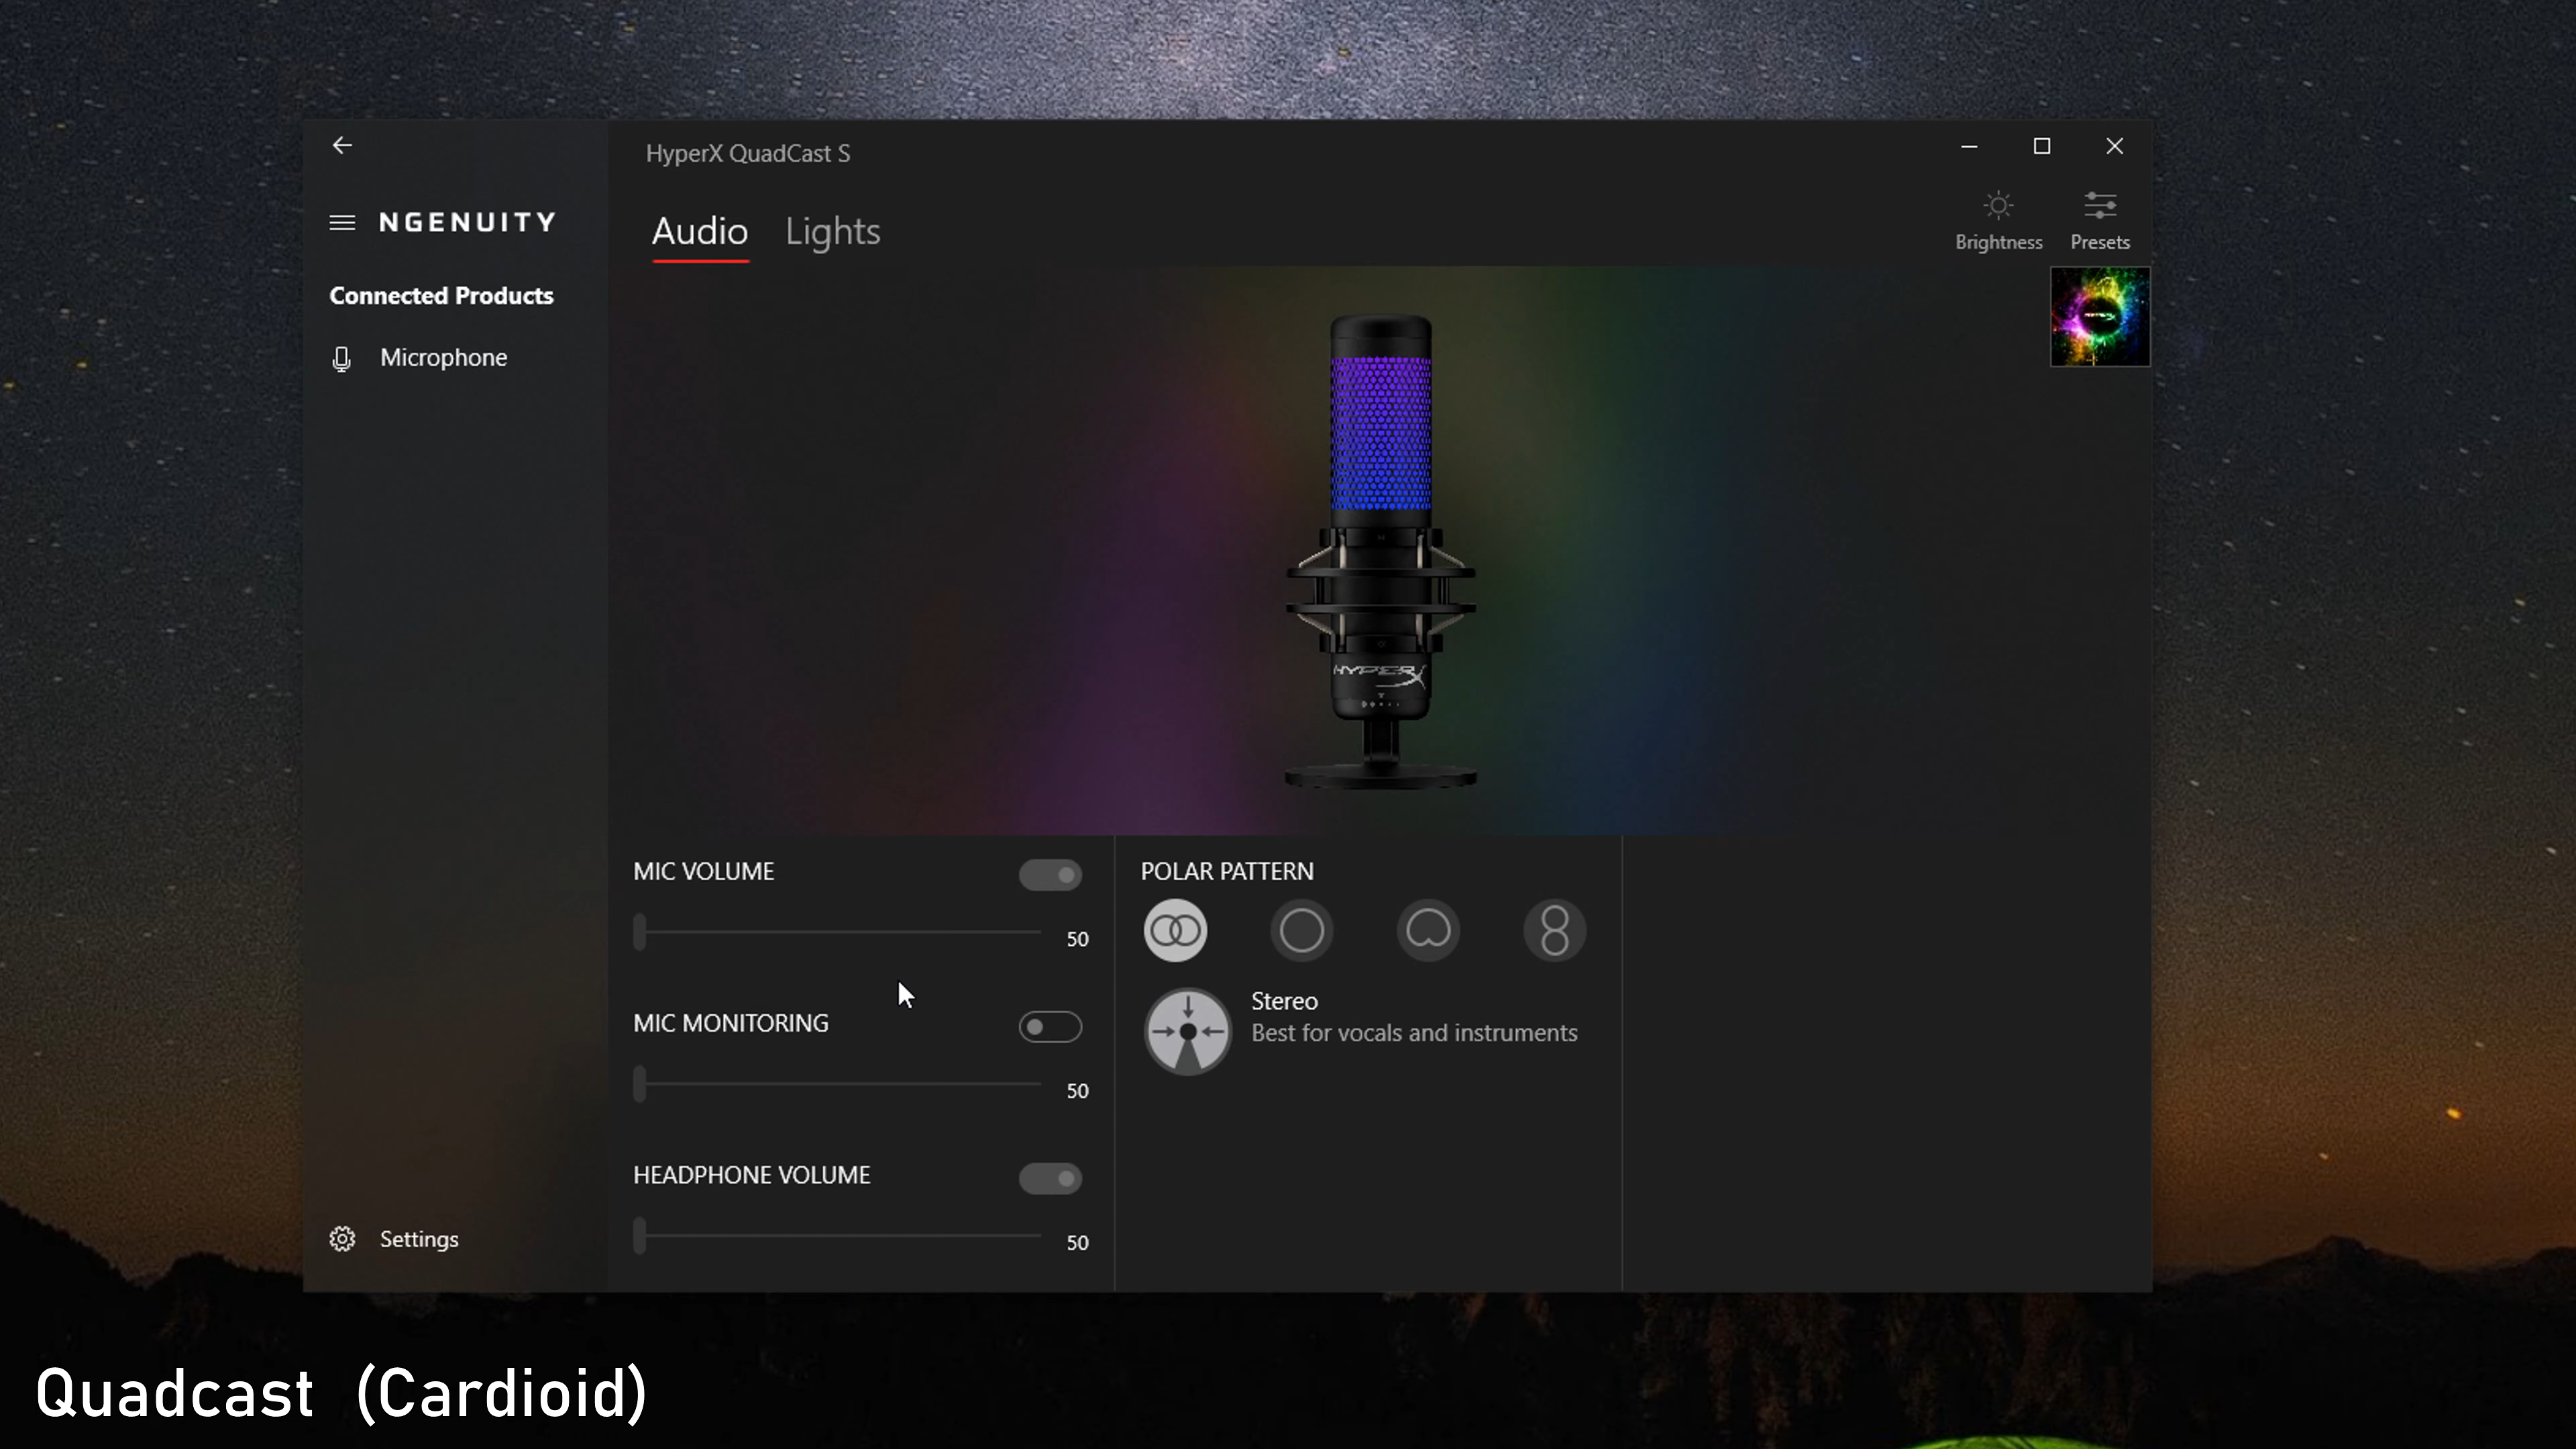 HyperX QuadCast S
NGENUITY
Audio Lights
Brightness Presets
Connected Products
Microphone
HYPERX
MIC VOLUME
50
MIC MONITORING
50
HEADPHONE VOLUME
50
POLAR PATTERN
Stereo
Best for vocals and instruments
Settings
Quadcast (Cardioid)